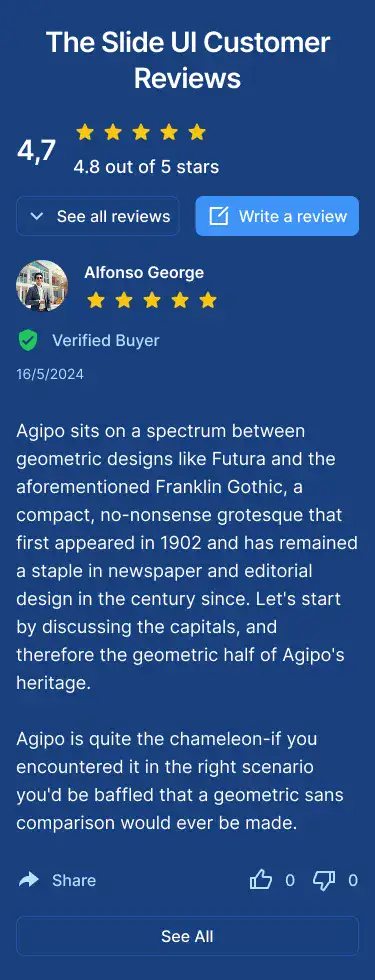 The Slide UI Customer
Reviews
4,7
4.8 out of 5 stars
See all reviews
Write a review
Alfonso George
Verified Buyer
16/5/2024
Agipo sits on a spectrum between
geometric designs like Futura and the
aforementioned Franklin Gothic, a
compact, no-nonsense grotesque that
first appeared in 1902 and has remained
a staple in newspaper and editorial
design in the century since. Let's start
by discussing the capitals, and
therefore the geometric half of Agipo's
heritage.
Agipo is quite the chameleon-if you
encountered it in the right scenario
you'd be baffled that a geometric sans
comparison would ever be made.
Share 0 0
See All